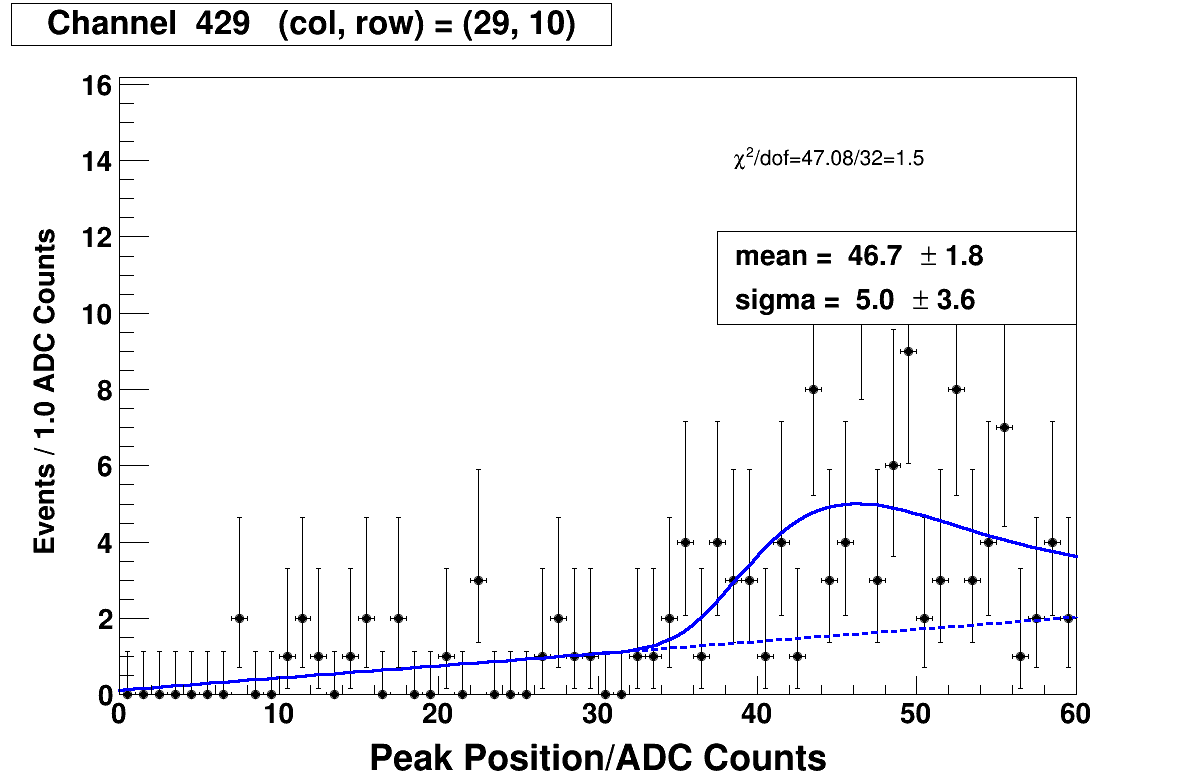 Channel 429 (col, row) = (29, 10)
16
14
12
10
8
6
4
2
0
Events / 1.0 ADC Counts
χ²/dof=47.08/32=1.5
mean = 46.7 ± 1.8
sigma = 5.0 ± 3.6
0 10 20 30 40 50 60
Peak Position/ADC Counts